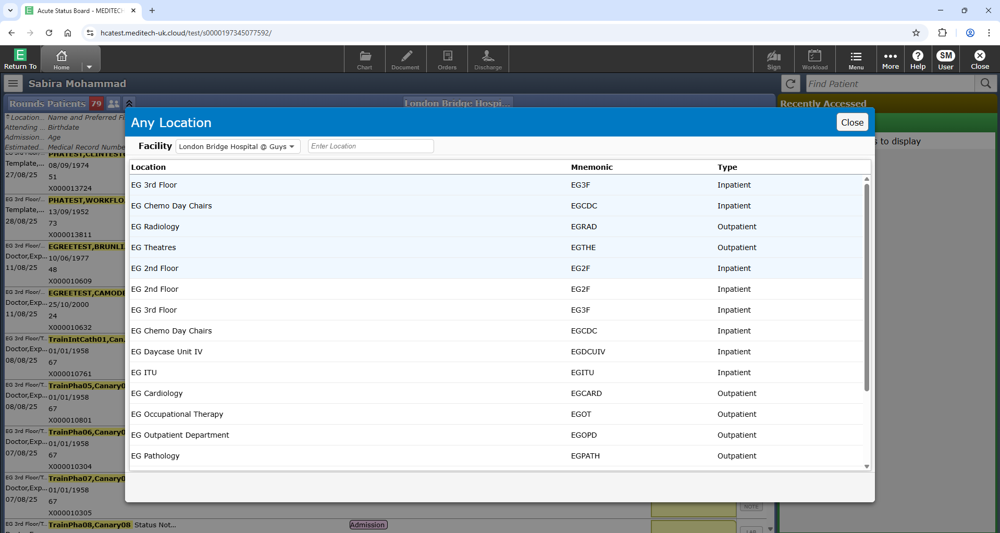 Acute Status Board - MEDITECH
hcatest.meditech-uk.cloud/test/s0000197345077592/
Return To
Home
Chart
Document
Orders
Discharge
Sign
Workload
Menu
More
Help
SM
User
Close
Sabira Mohammad
Find Patient
Rounds Patients 79
London Bridge Hospi...
Recently Accessed
Location... Name and Preferred Fi
Attending ... Birthdate
Admission... Age
Estimated... Medical Record Numbe
s to display
Any Location
Close
Facility London Bridge Hospital @ Guys Enter Location
Location Mnemonic Type
EG 3rd Floor EG3F Inpatient
EG Chemo Day Chairs EGCDC Inpatient
EG Radiology EGRAD Outpatient
EG Theatres EGTHE Outpatient
EG 2nd Floor EG2F Inpatient
EG 2nd Floor EG2F Inpatient
EG 3rd Floor EG3F Inpatient
EG Chemo Day Chairs EGCDC Inpatient
EG Daycase Unit IV EGDCUIV Inpatient
EG ITU EGITU Inpatient
EG Cardiology EGCARD Outpatient
EG Occupational Therapy EGOT Outpatient
EG Outpatient Department EGOPD Outpatient
EG Pathology EGPATH Outpatient
Template,... 08/09/1974
27/08/25 51
X000013724
EG 3rd Floor/... PHATEST,WORKFLO
Template,... 13/09/1952
28/08/25 73
X000013811
EG 3rd Floor/... EGREETEST,BRUNLI
Doctor,Exp... 10/06/1977
11/08/25 48
X000010609
EG 3rd Floor/... EGREETEST,CAMODE
Doctor,Exp... 25/10/2000
11/08/25 24
X000010632
EG 3rd Floor/T... TrainIntCath01,Can.
Doctor,Exp... 01/01/1958
08/08/25 67
X000010761
EG 3rd Floor/T... TrainPha05,Canary0
Doctor,Exp... 01/01/1958
08/08/25 67
X000010801
EG 3rd Floor/T... TrainPha06,Canary0
Doctor,Exp... 01/01/1958
07/08/25 67
X000010304
EG 3rd Floor/T... TrainPha07,Canary0
Doctor,Exp... 01/01/1958
07/08/25 67
X000010305
NOTE
EG 3rd Floor/T... TrainPha08,Canary08 Status Not... Admission
LAB